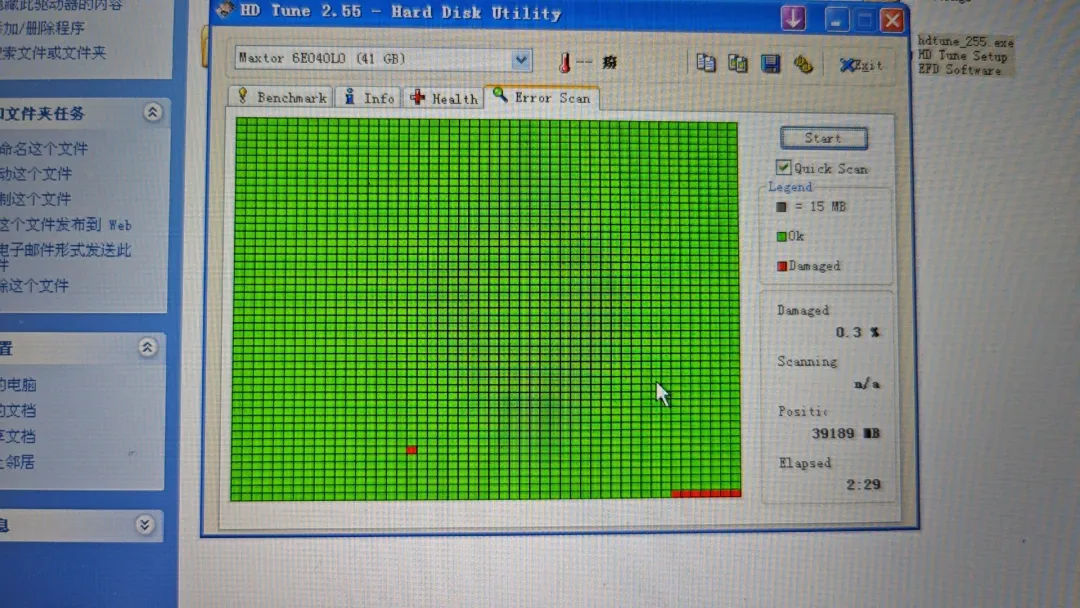 HD Tune 2.55 - Hard Disk Utility
Maxtor 6E040L0 (41 GB)
--
Exit
Benchmark
Info
Health
Error Scan
Start
Quick Scan
Legend
= 15 MB
Ok
Damaged
Damaged
0.3 %
Scanning
n/a
Positic
39189 MB
Elapsed
2:29
hdtune_255.exe
HD Tune Setup
EFD Software
隐藏此驱动器的内容
添加/删除程序
搜索文件或文件夹
和文件夹任务
命名这个文件
动这个文件
制这个文件
这个文件发布到 Web
电子邮件形式发送此
件
除这个文件
置
的电脑
的文档
享文档
上邻居
息